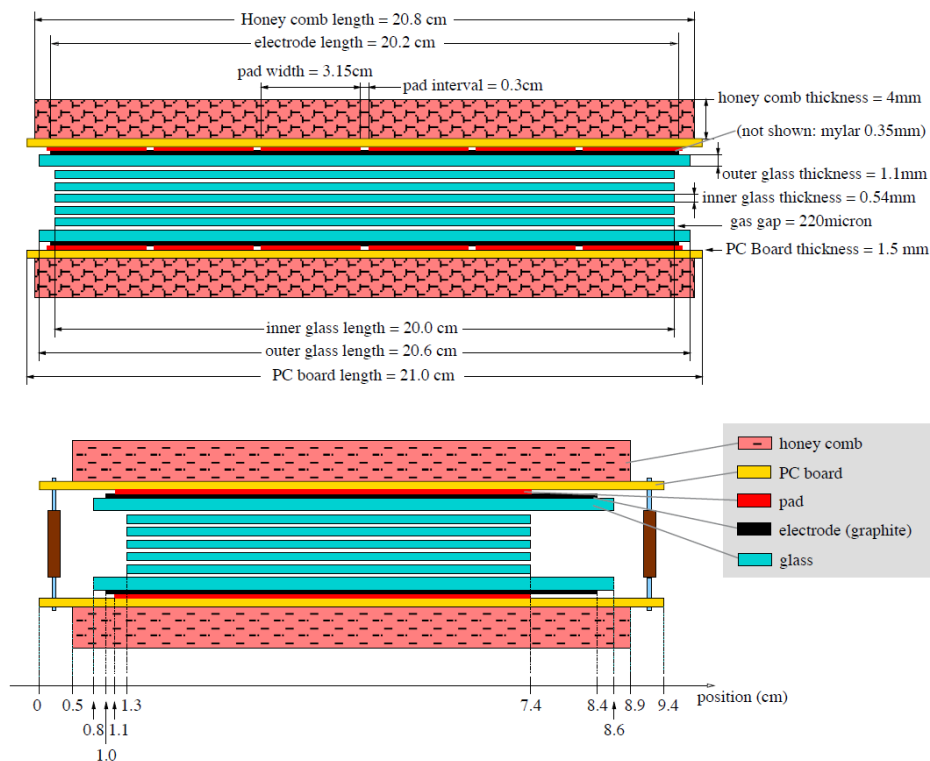 Honey comb length = 20.8 cm
electrode length = 20.2 cm
pad width = 3.15cm
pad interval = 0.3cm
honey comb thickness = 4mm
(not shown: mylar 0.35mm)
outer glass thickness = 1.1mm
inner glass thickness = 0.54mm
gas gap = 220micron
PC Board thickness = 1.5 mm
inner glass length = 20.0 cm
outer glass length = 20.6 cm
PC board length = 21.0 cm
honey comb
PC board
pad
electrode (graphite)
glass
position (cm)
0 0.5 1.3 7.4 8.4 8.9 9.4
0.8 1.1 8.6
1.0